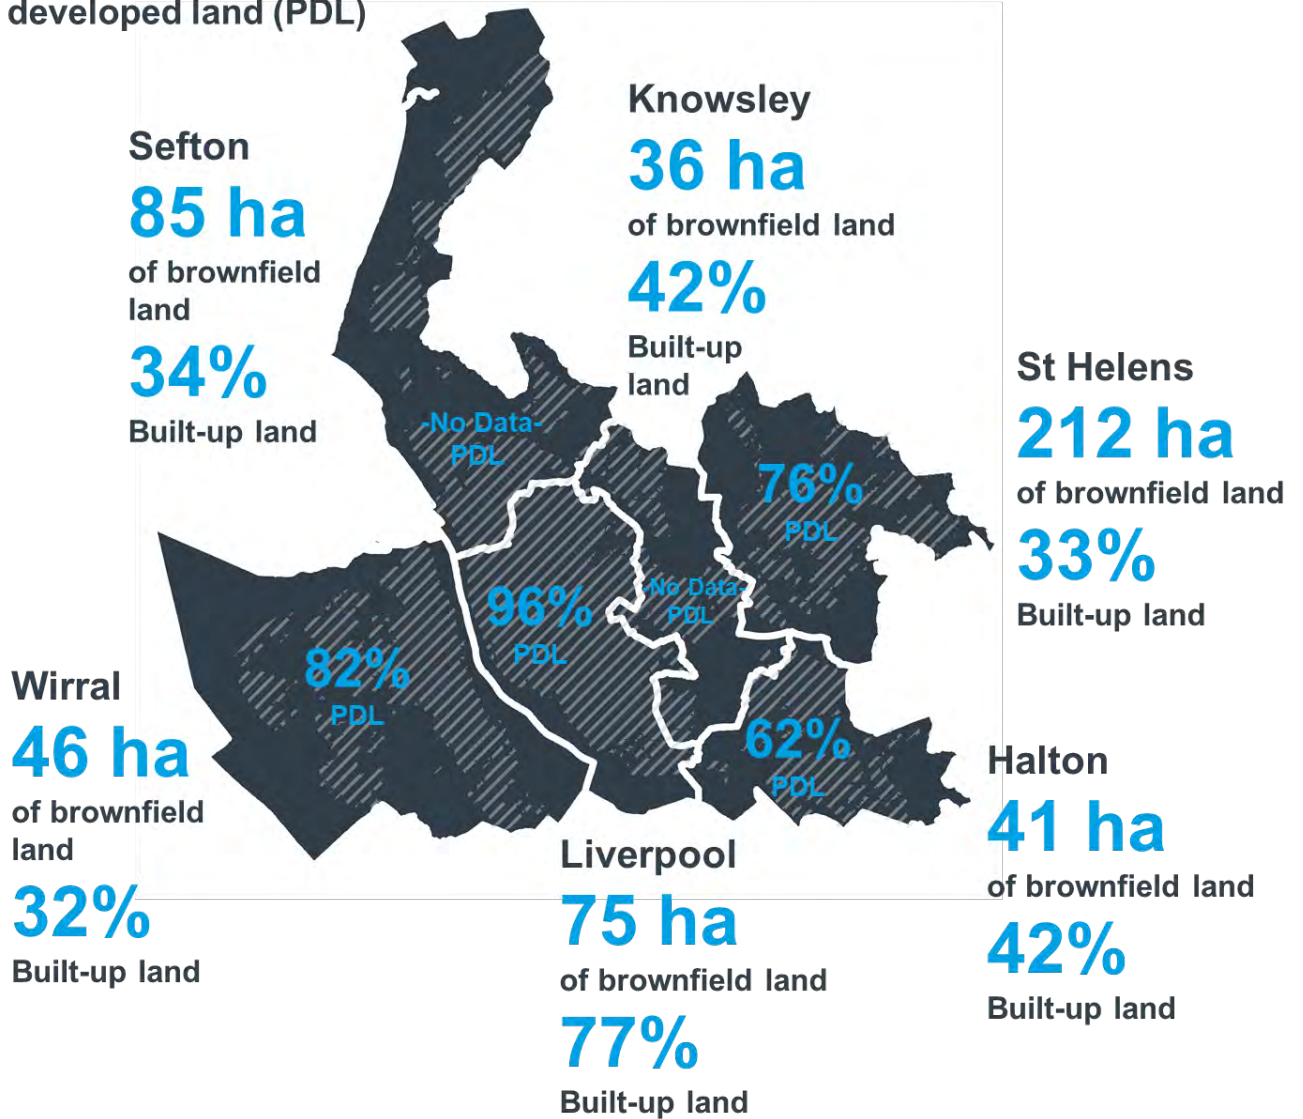 developed land (PDL)
Knowsley
36 ha
of brownfield land
42%
Built-up
land
Sefton
85 ha
of brownfield
land
34%
Built-up land
St Helens
212 ha
of brownfield land
33%
Built-up land
-No Data-
PDL
76%
PDL
-No Data-
PDL
96%
PDL
82%
PDL
62%
PDL
Wirral
46 ha
of brownfield
land
32%
Built-up land
Halton
41 ha
of brownfield land
42%
Built-up land
Liverpool
75 ha
of brownfield land
77%
Built-up land